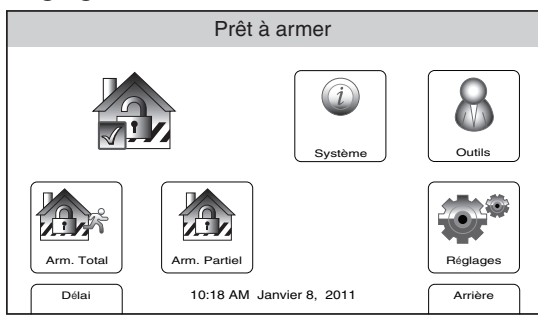 Prêt à armer
Système
Outils
Arm. Total
Arm. Partiel
Réglages
Délai
10:18 AM Janvier 8, 2011
Arrière